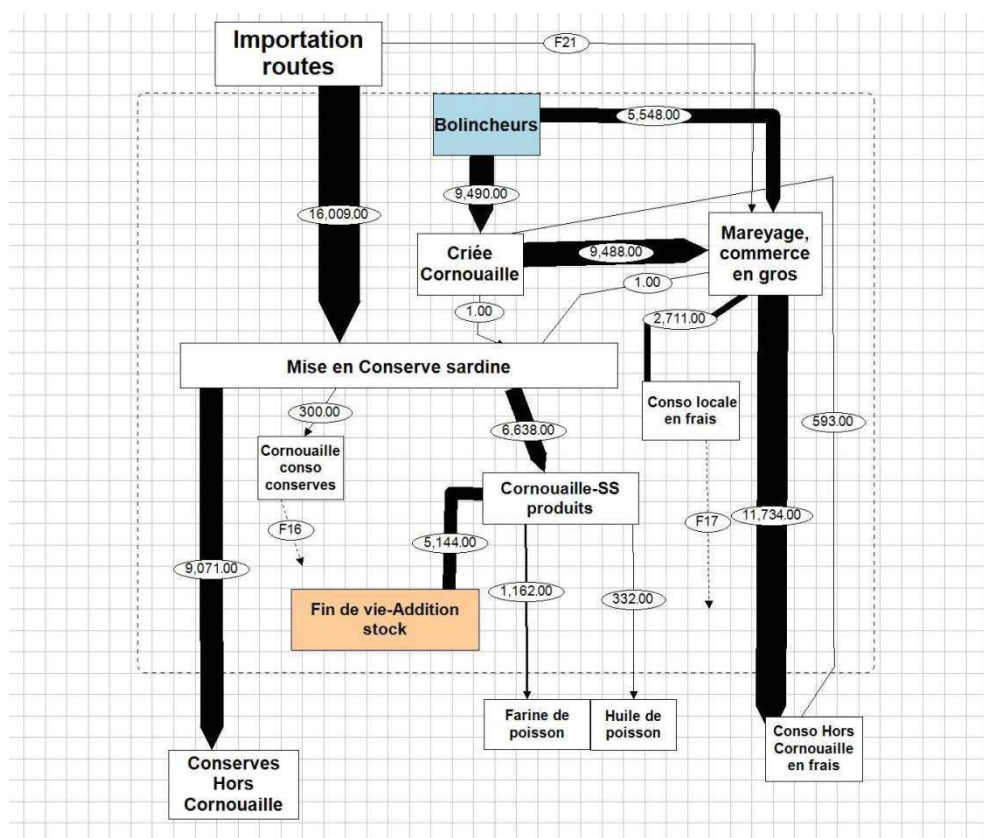 Importation
routes
F21
Bolincheurs
5,548.00
9,490.00
16,009.00
Criée
Cornouaille
9,488.00
Mareyage,
commerce
en gros
1.00
1.00
2,711.00
Mise en Conserve sardine
300.00
6,638.00
Conso locale
en frais
593.00
Cornouaille
conso
conserves
Cornouaille-SS
produits
F16
5,144.00
F17
11,734.00
9,071.00
1,162.00
332.00
Fin de vie-Addition
stock
Farine de
poisson
Huile de
poisson
Conso Hors
Cornouaille
en frais
Conserves
Hors
Cornouaille